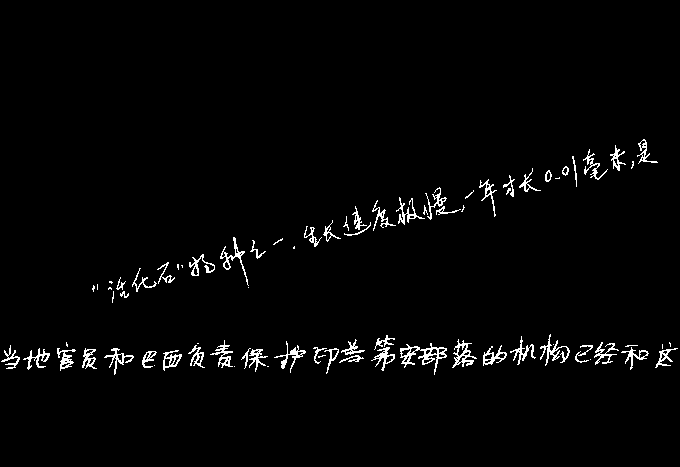 “活化石”物种之一.生长速度极慢,一年才长0.01毫米,是
当地官员和巴西负责保护印第安部落的机构已经和这